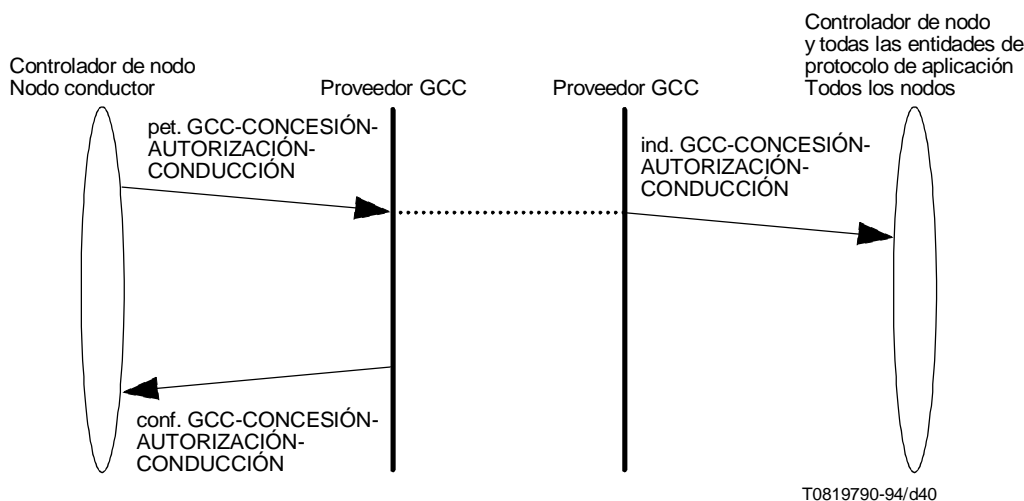 Controlador de nodo
Nodo conductor
Proveedor GCC
Proveedor GCC
Controlador de nodo
y todas las entidades de
protocolo de aplicación
Todos los nodos
pet. GCC-CONCESIÓN-
AUTORIZACIÓN-
CONDUCCIÓN
ind. GCC-CONCESIÓN-
AUTORIZACIÓN-
CONDUCCIÓN
conf. GCC-CONCESIÓN-
AUTORIZACIÓN-
CONDUCCIÓN
T0819790-94/d40